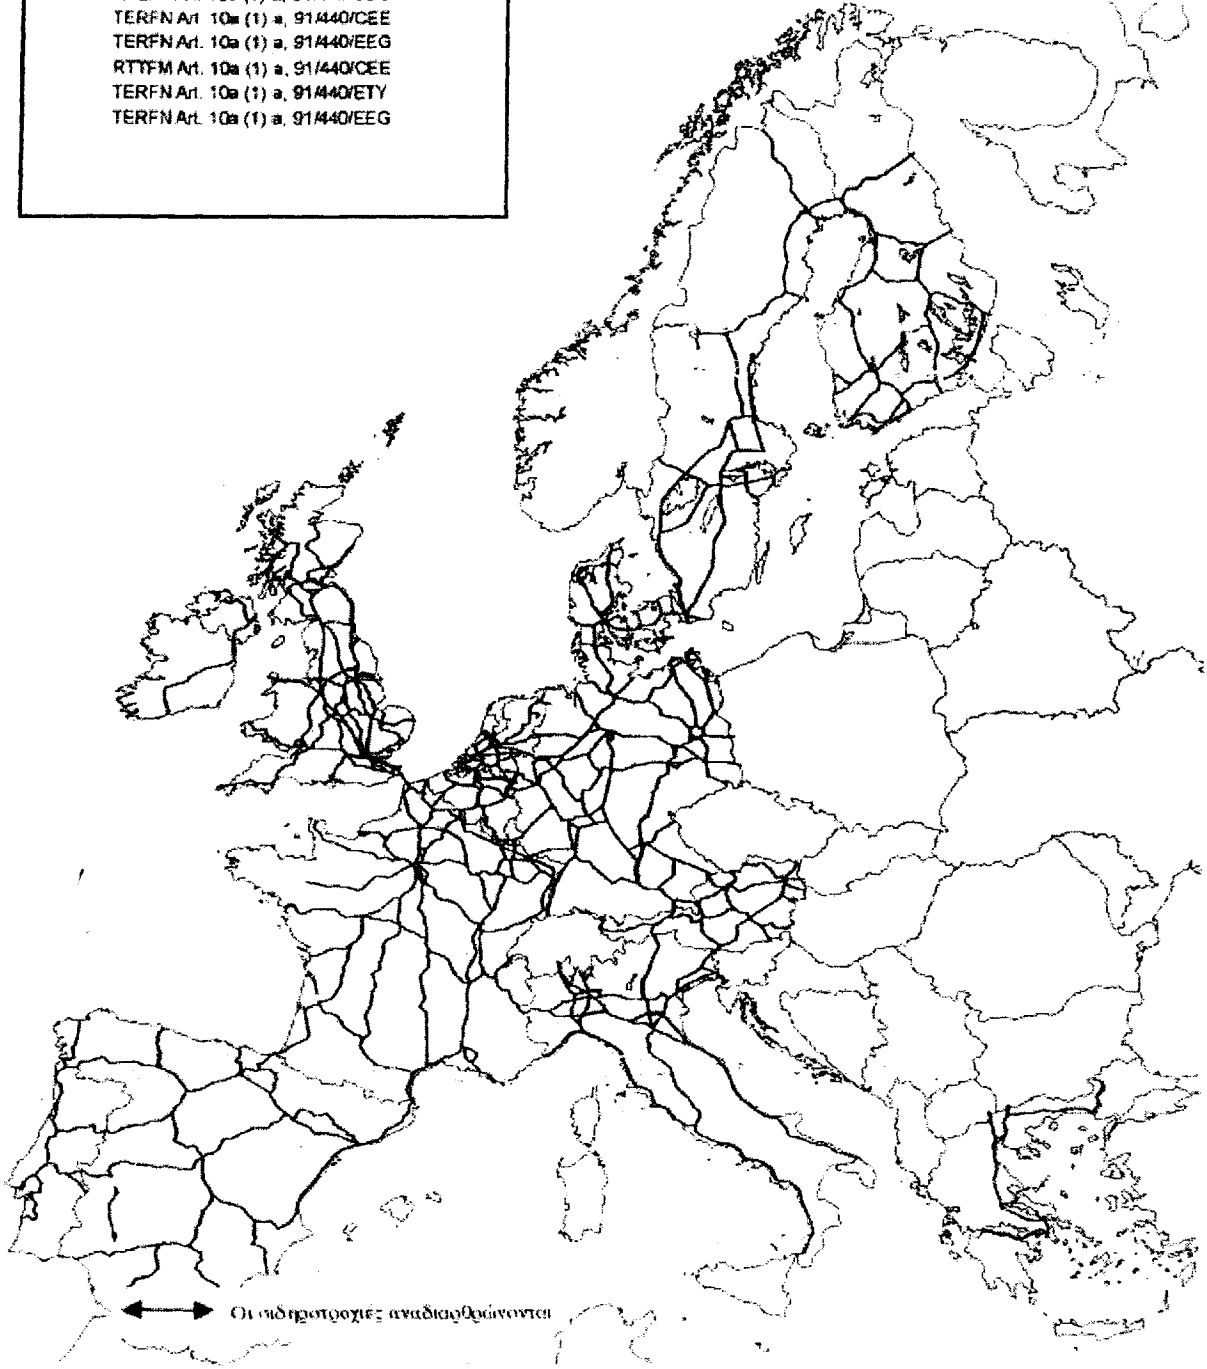 TERFN Art. 10a (1) a, 91/440/CEE
TERFN Art. 10a (1) a, 91/440/EEG
RTTFM Art. 10a (1) a, 91/440/CEE
TERFN Art. 10a (1) a, 91/440/ETY
TERFN Art. 10a (1) a, 91/440/EEG
Οι σιδηροτροχιές αναδιαρθρώνονται